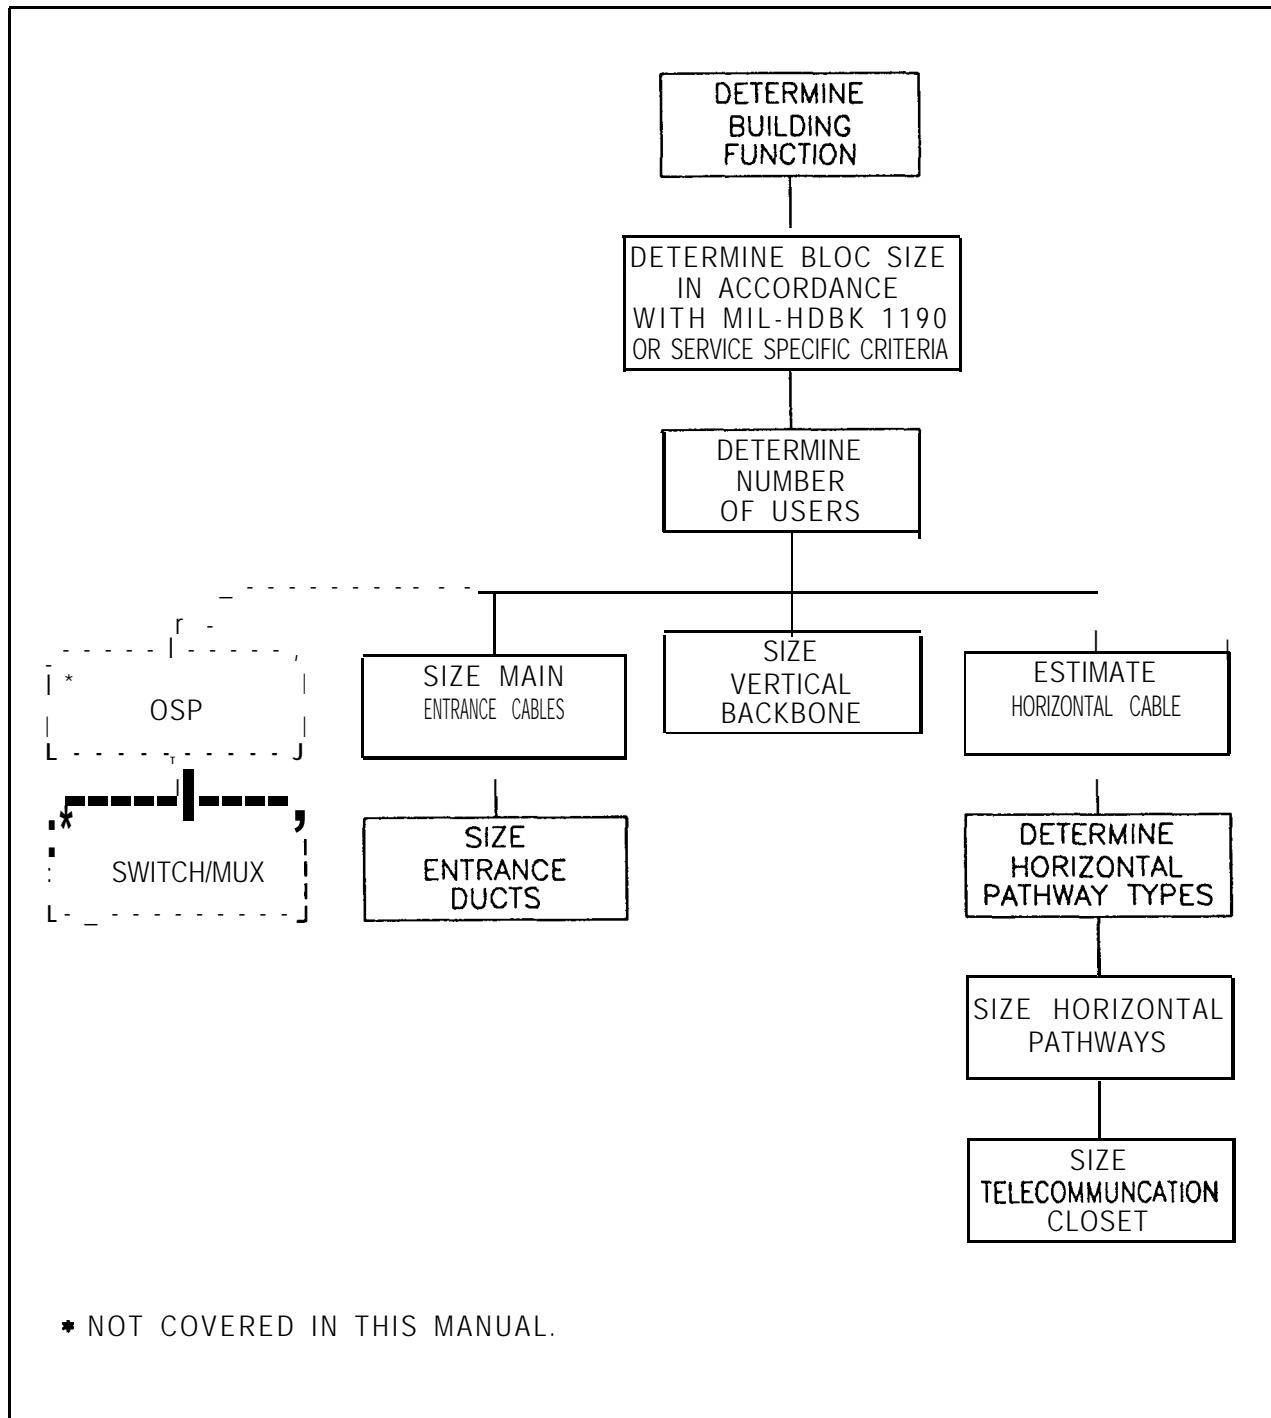 DETERMINE
BUILDING
FUNCTION
DETERMINE BLOC SIZE
IN ACCORDANCE
WITH MIL-HDBK 1190
OR SERVICE SPECIFIC CRITERIA
DETERMINE
NUMBER
OF USERS
*
OSP
SIZE MAIN
ENTRANCE CABLES
SIZE
VERTICAL
BACKBONE
ESTIMATE
HORIZONTAL CABLE
*
SWITCH/MUX
SIZE
ENTRANCE
DUCTS
DETERMINE
HORIZONTAL
PATHWAY TYPES
SIZE HORIZONTAL
PATHWAYS
SIZE
TELECOMMUNCATION
CLOSET
* NOT COVERED IN THIS MANUAL.